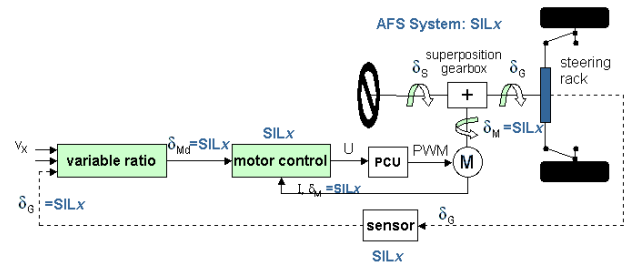 AFS System: SILx
superposition
gearbox
steering
rack
δS
δG
+
δM =SILx
SILx
vx
δMd=SILx
variable ratio
motor control
U
PCU
PWM
M
I, δM=SILx
δG =SILx
sensor
δG
SILx